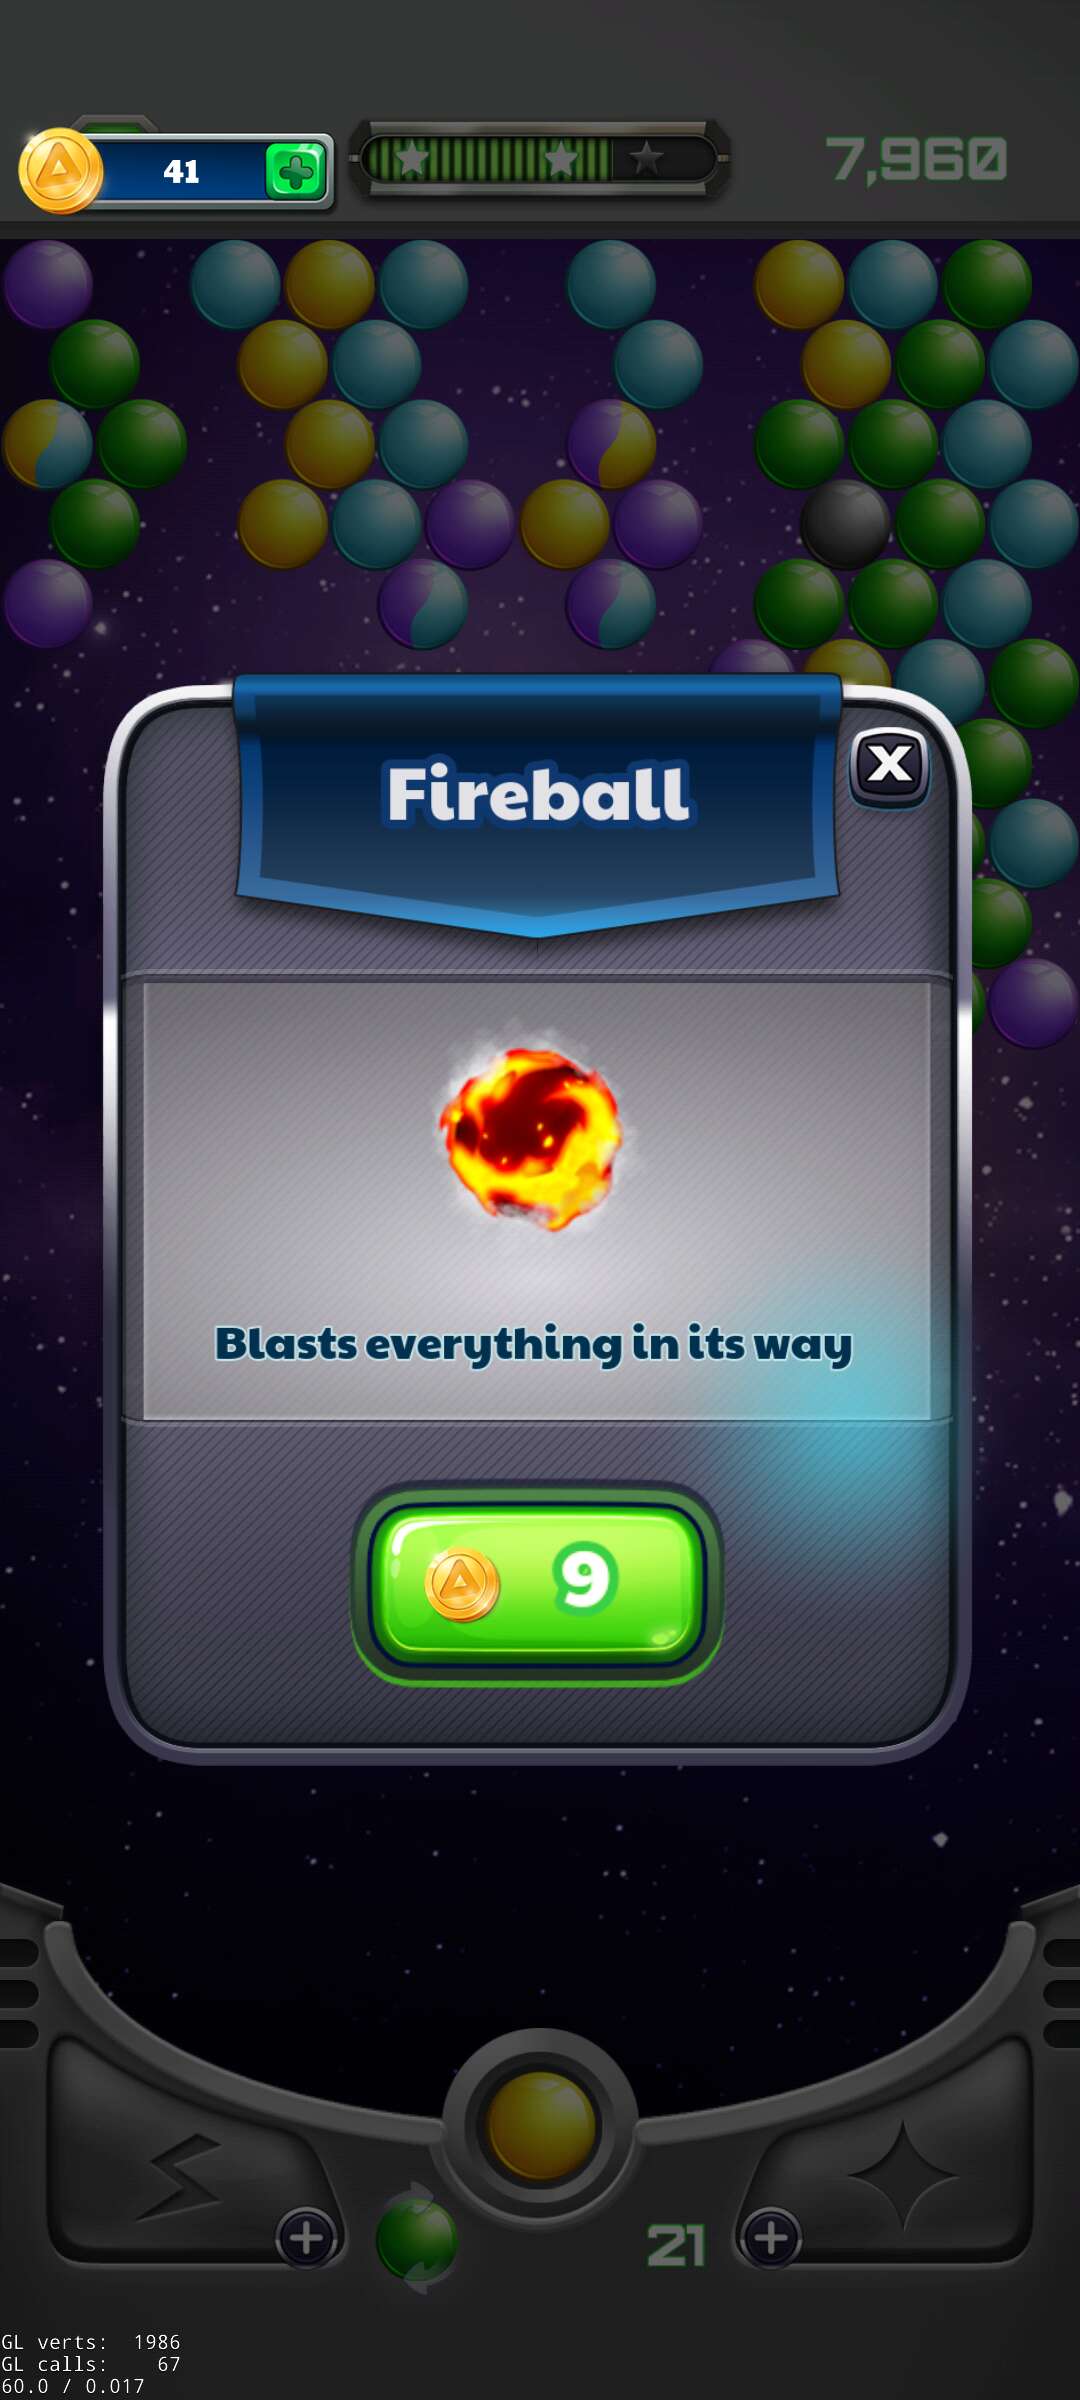 41
7,960
Fireball
X
Blasts everything in its way
9
21
GL verts: 1986
GL calls: 67
60.0 / 0.017